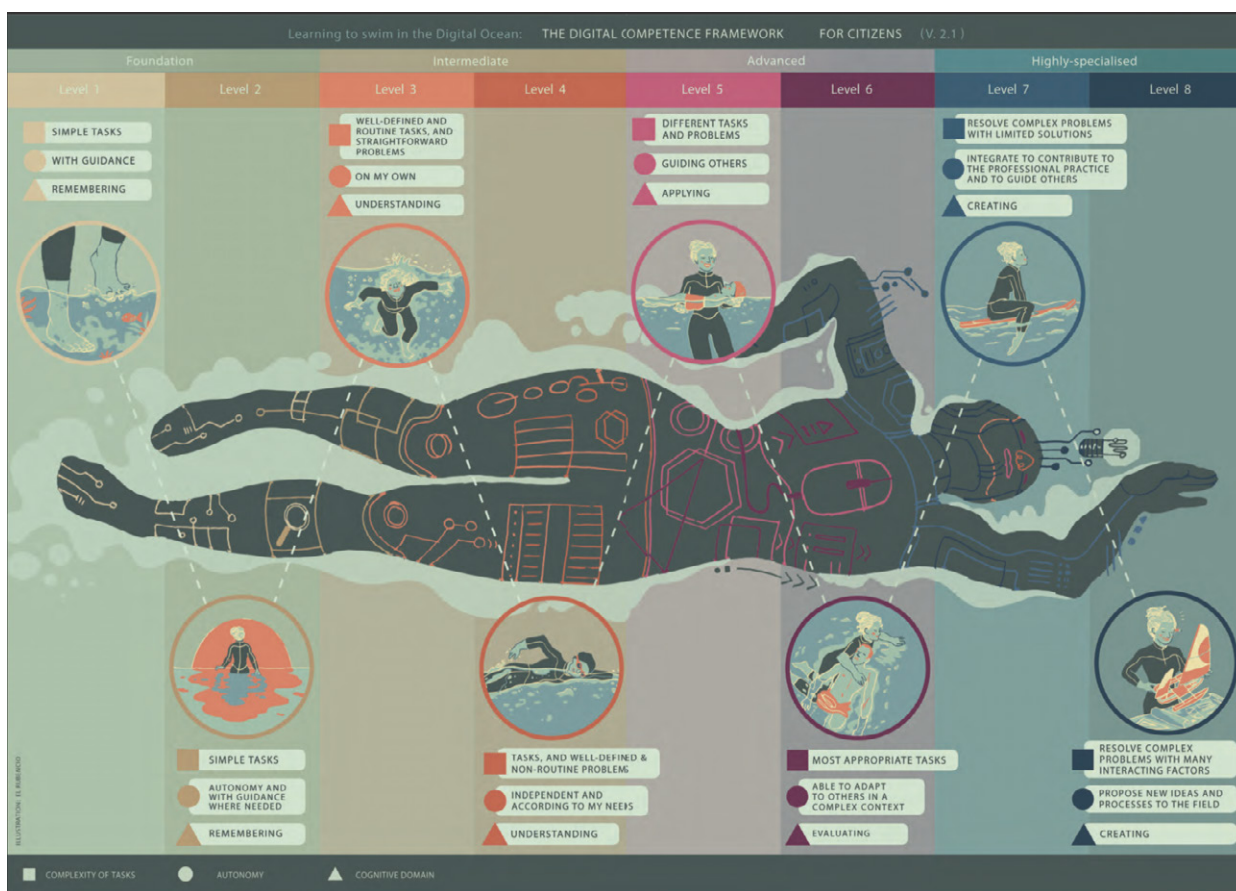 Learning to swim in the Digital Ocean: THE DIGITAL COMPETENCE FRAMEWORK FOR CITIZENS (V. 2.1)
Foundation
Intermediate
Advanced
Highly-specialised
Level 1
Level 2
Level 3
Level 4
Level 5
Level 6
Level 7
Level 8
SIMPLE TASKS
WITH GUIDANCE
REMEMBERING
WELL-DEFINED AND
ROUTINE TASKS, AND
STRAIGHTFORWARD
PROBLEMS
ON MY OWN
UNDERSTANDING
DIFFERENT TASKS
AND PROBLEMS
GUIDING OTHERS
APPLYING
RESOLVE COMPLEX PROBLEMS
WITH LIMITED SOLUTIONS
INTEGRATE TO CONTRIBUTE TO
THE PROFESSIONAL PRACTICE
AND TO GUIDE OTHERS
CREATING
SIMPLE TASKS
AUTONOMY AND
WITH GUIDANCE
WHERE NEEDED
REMEMBERING
TASKS, AND WELL-DEFINED &
NON-ROUTINE PROBLEMS
INDEPENDENT AND
ACCORDING TO MY NEEDS
UNDERSTANDING
MOST APPROPRIATE TASKS
ABLE TO ADAPT
TO OTHERS IN A
COMPLEX CONTEXT
EVALUATING
RESOLVE COMPLEX
PROBLEMS WITH MANY
INTERACTING FACTORS
PROPOSE NEW IDEAS AND
PROCESSES TO THE FIELD
CREATING
ILLUSTRATION:
COMPLEXITY OF TASKS
AUTONOMY
COGNITIVE DOMAIN